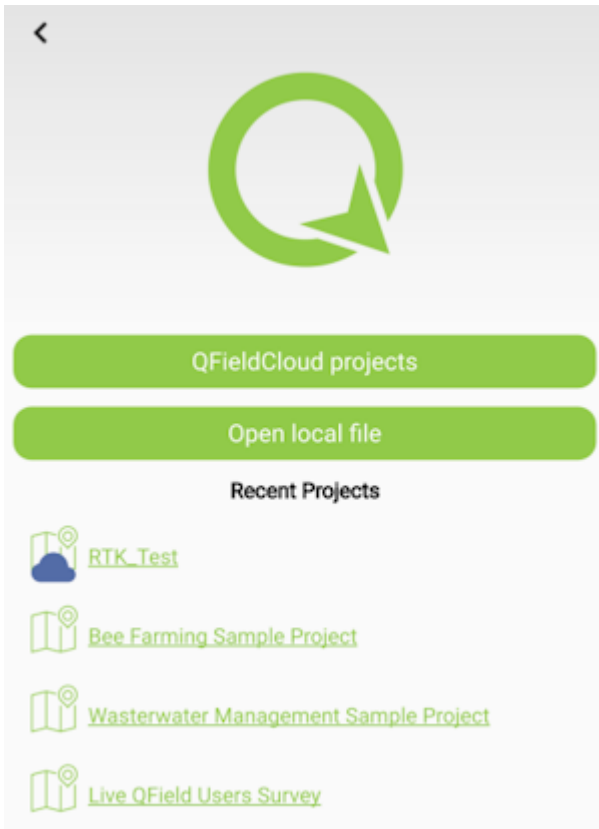 QFieldCloud projects
Open local file
Recent Projects
RTK_Test
Bee Farming Sample Project
Wasterwater Management Sample Project
Live QField Users Survey